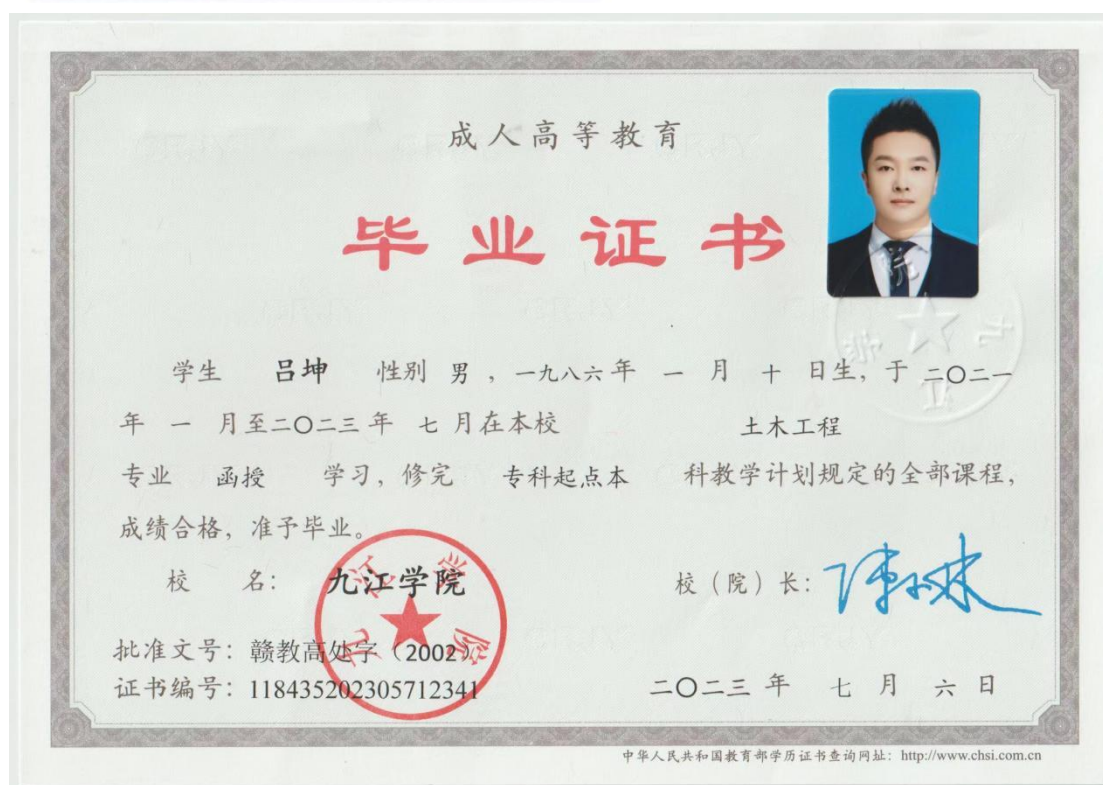 成人高等教育
毕业证书
学生 吕坤 性别 男 ，一九八六年 一 月 十 日生，于 二〇二一
年 一 月至二〇二三 年 七 月在本校 土木工程
专业 函授 学习，修完 专科起点本 科教学计划规定的全部课程，
成绩合格，准予毕业。
校 名： 九江学院 校（院）长：
九江学院
批准文号：赣教高处字（2002）
证书编号：118435202305712341 二〇二三 年 七 月 六 日
中华人民共和国教育部学历证书查询网址：http://www.chsi.com.cn